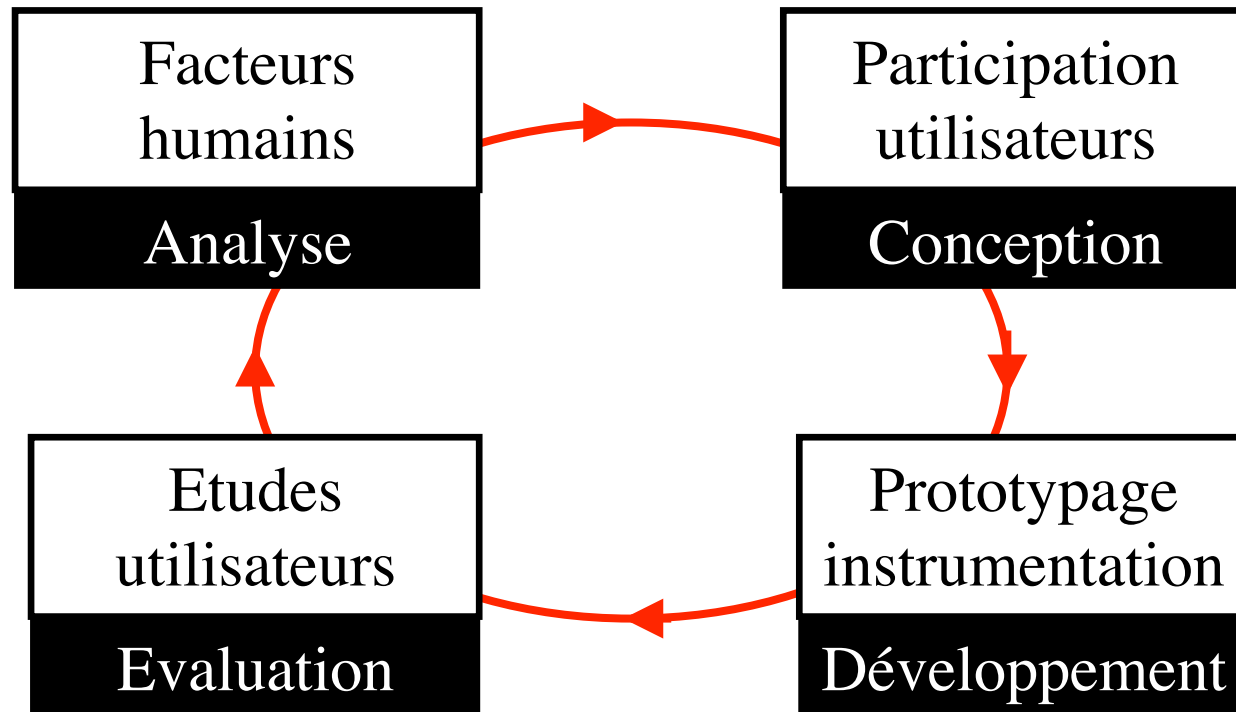 Facteurs
humains
Analyse
Participation
utilisateurs
Conception
Etudes
utilisateurs
Evaluation
Prototypage
instrumentation
Développement